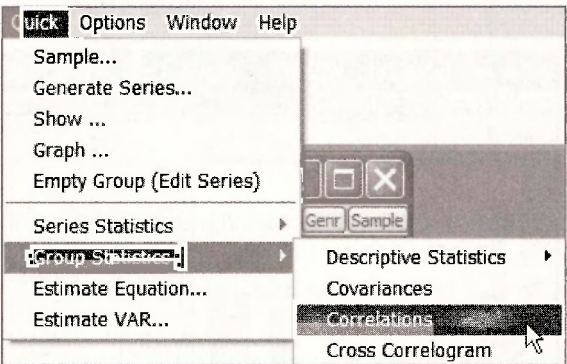 Quick Options Window Help
Sample...
Generate Series...
Show ...
Graph ...
Empty Group (Edit Series)
Series Statistics
Genr Sample
Group Statistics
Descriptive Statistics
Estimate Equation...
Covariances
Estimate VAR...
Correlations
Cross Correlogram